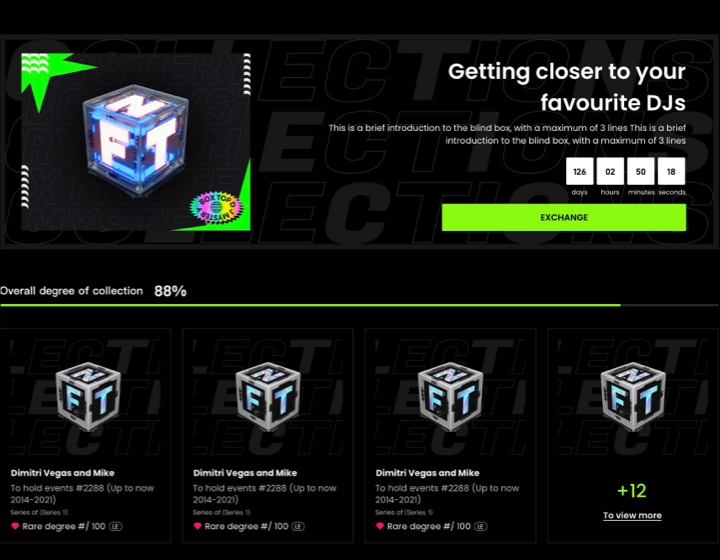 COLLECTIONS
N
F T
BOX TOP DJ MYSTERY
Getting closer to your
favourite DJs
This is a brief introduction to the blind box, with a maximum of 3 lines This is a brief
introduction to the blind box, with a maximum of 3 lines
126 02 50 18
days hours minutes seconds
EXCHANGE
Overall degree of collection 88%
N
F T
N
F T
N
F T
N
F T
Dimitri Vegas and Mike
To hold events #2288 (Up to now
2014-2021)
Series of (Series 1)
Rare degree #/ 100 LE
Dimitri Vegas and Mike
To hold events #2288 (Up to now
2014-2021)
Series of (Series 1)
Rare degree #/ 100 LE
Dimitri Vegas and Mike
To hold events #2288 (Up to now
2014-2021)
Series of (Series 1)
Rare degree #/ 100 LE
+12
To view more